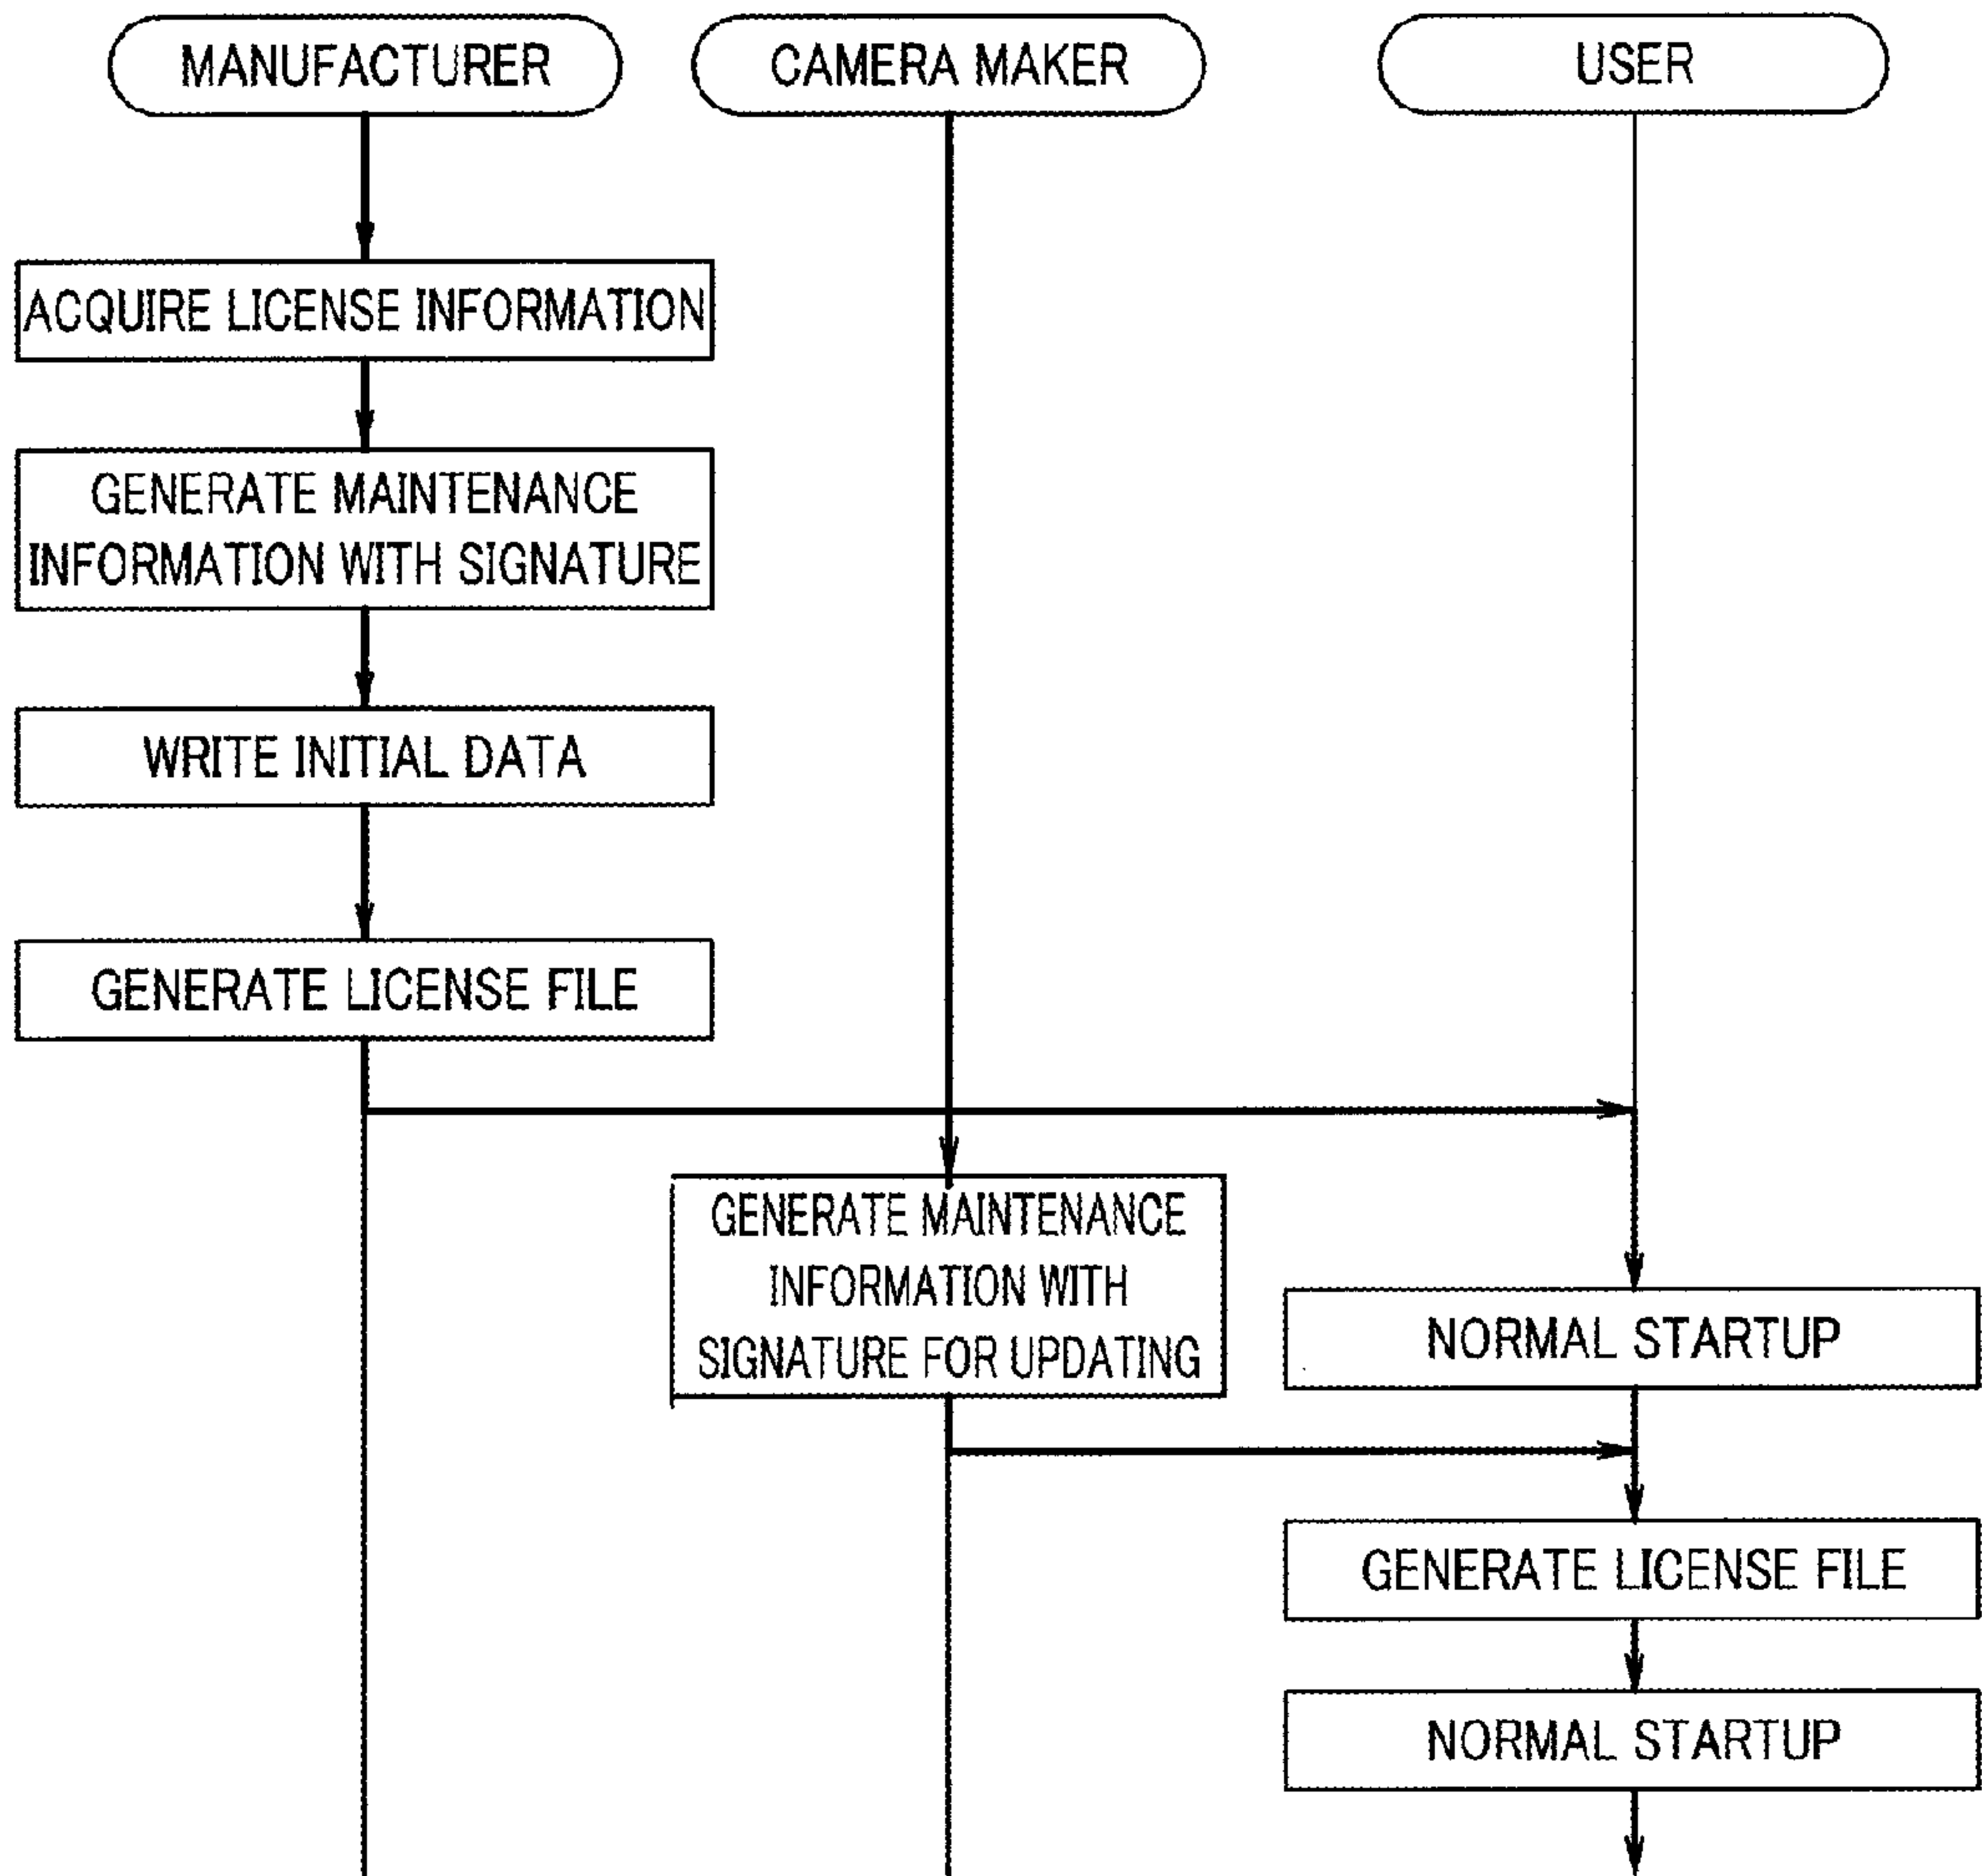 MANUFACTURER
CAMERA MAKER
USER
ACQUIRE LICENSE INFORMATION
GENERATE MAINTENANCE
INFORMATION WITH SIGNATURE
WRITE INITIAL DATA
GENERATE LICENSE FILE
GENERATE MAINTENANCE
INFORMATION WITH
SIGNATURE FOR UPDATING
NORMAL STARTUP
GENERATE LICENSE FILE
NORMAL STARTUP